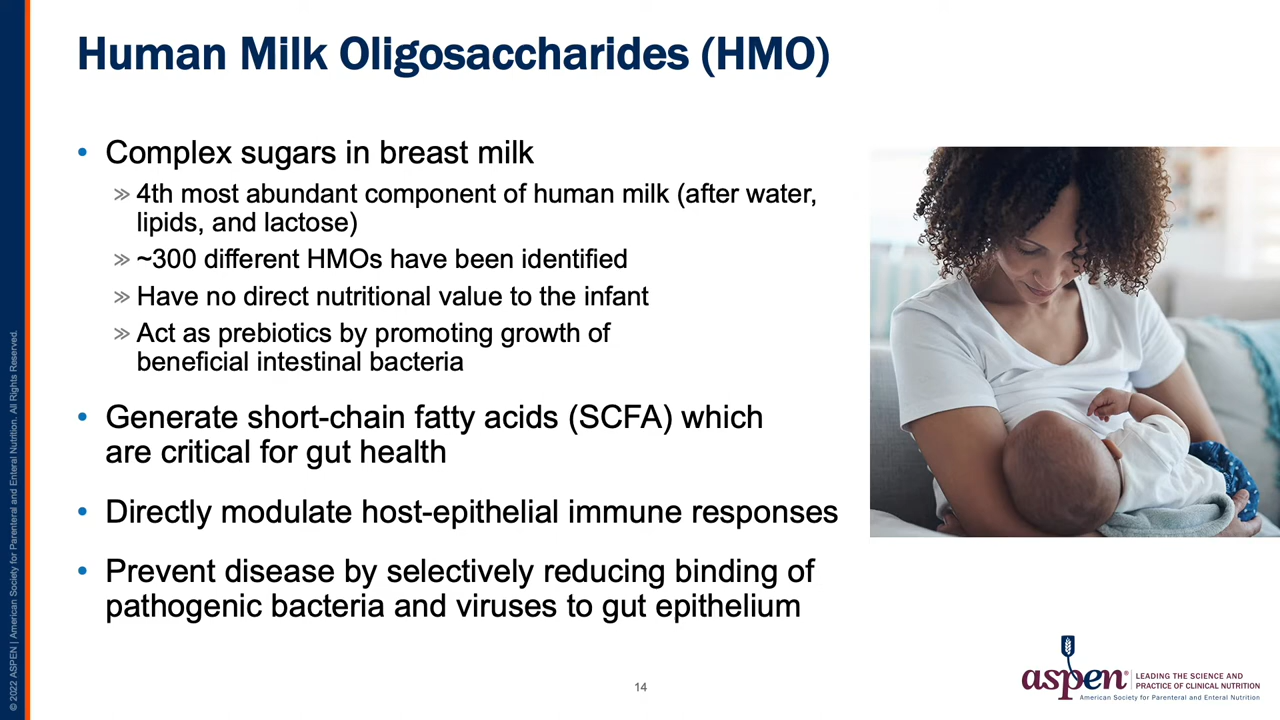 Human Milk Oligosaccharides (HMO)
• Complex sugars in breast milk
» 4th most abundant component of human milk (after water,
lipids, and lactose)
» ~300 different HMOs have been identified
» Have no direct nutritional value to the infant
» Act as prebiotics by promoting growth of
beneficial intestinal bacteria
• Generate short-chain fatty acids (SCFA) which
are critical for gut health
• Directly modulate host-epithelial immune responses
• Prevent disease by selectively reducing binding of
pathogenic bacteria and viruses to gut epithelium
© 2022 ASPEN | American Society for Parenteral and Enteral Nutrition. All Rights Reserved.
14
aspen®
LEADING THE SCIENCE AND
PRACTICE OF CLINICAL NUTRITION
American Society for Parenteral and Enteral Nutrition